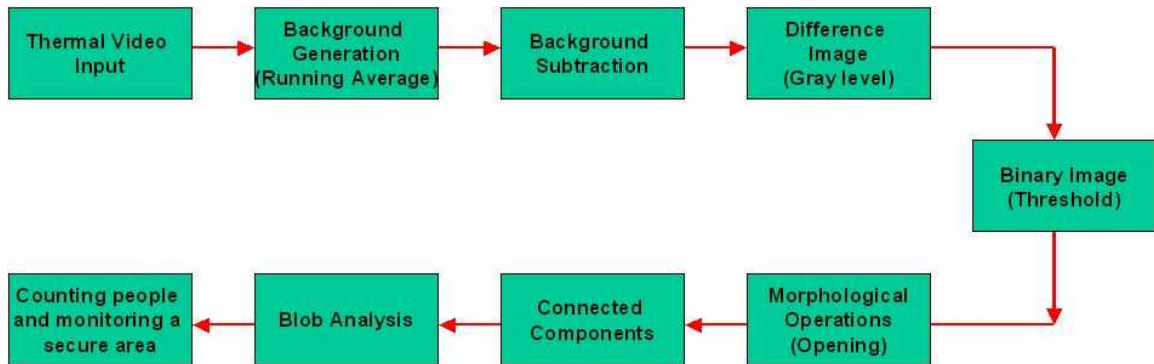 Thermal Video
Input
Background
Generation
(Running Average)
Background
Subtraction
Difference
Image
(Gray level)
Binary Image
(Threshold)
Morphological
Operations
(Opening)
Connected
Components
Blob Analysis
Counting people
and monitoring a
secure area